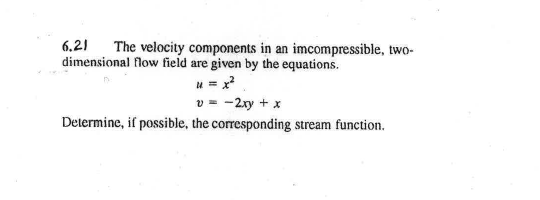 6.21 The velocity components in an imcompressible, two-
dimensional flow field are given by the equations.
u = x²
v = -2xy + x
Determine, if possible, the corresponding stream function.